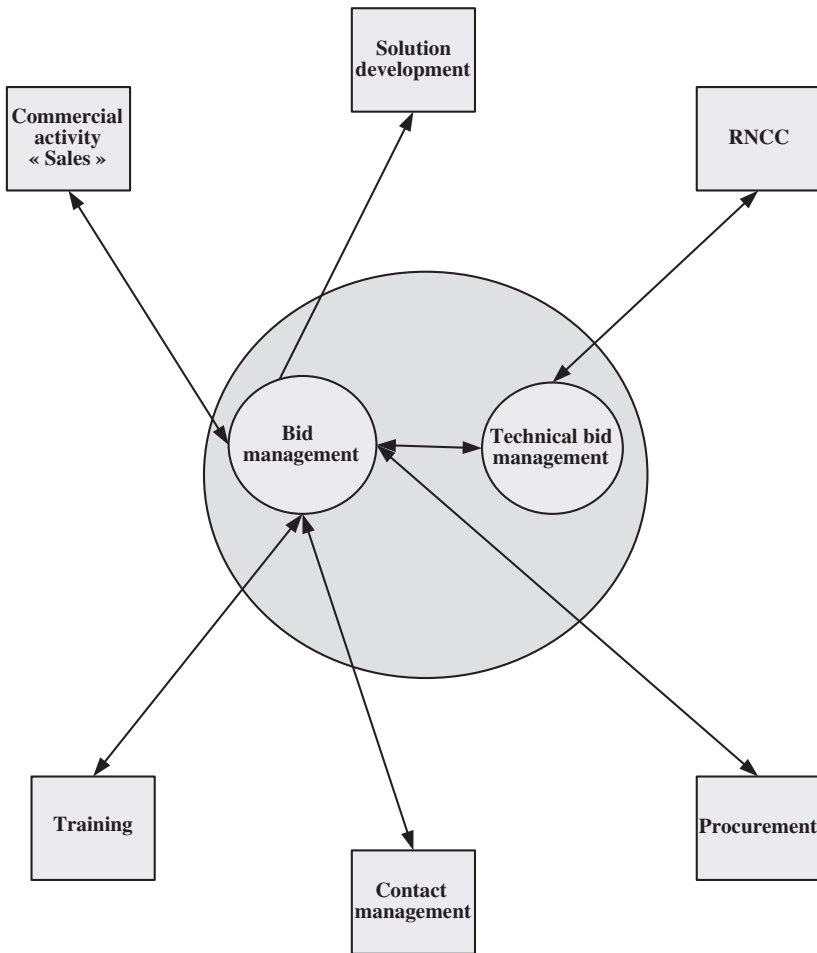 Solution
development
Commercial
activity
« Sales »
RNCC
Bid
management
Technical bid
management
Training
Procurement
Contact
management